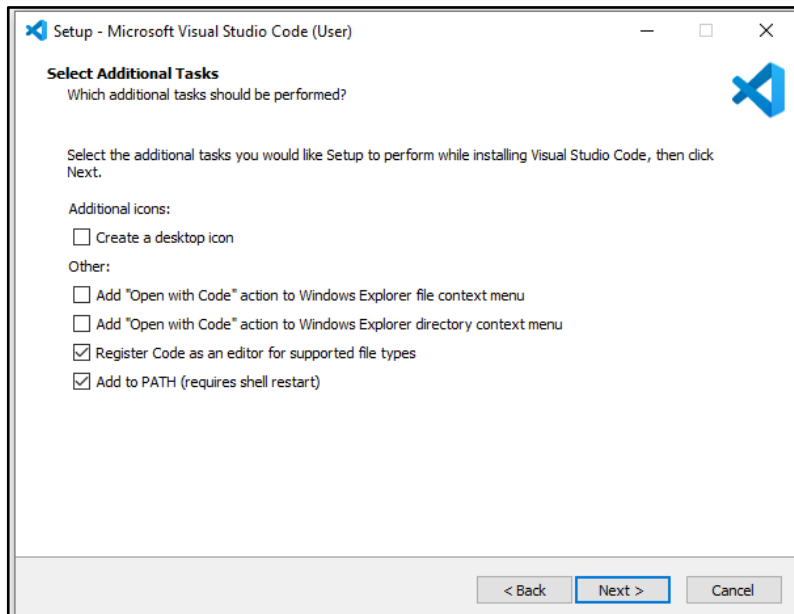 Setup - Microsoft Visual Studio Code (User)
Select Additional Tasks
Which additional tasks should be performed?
Select the additional tasks you would like Setup to perform while installing Visual Studio Code, then click
Next.
Additional icons:
Create a desktop icon
Other:
Add "Open with Code" action to Windows Explorer file context menu
Add "Open with Code" action to Windows Explorer directory context menu
Register Code as an editor for supported file types
Add to PATH (requires shell restart)
< Back Next > Cancel